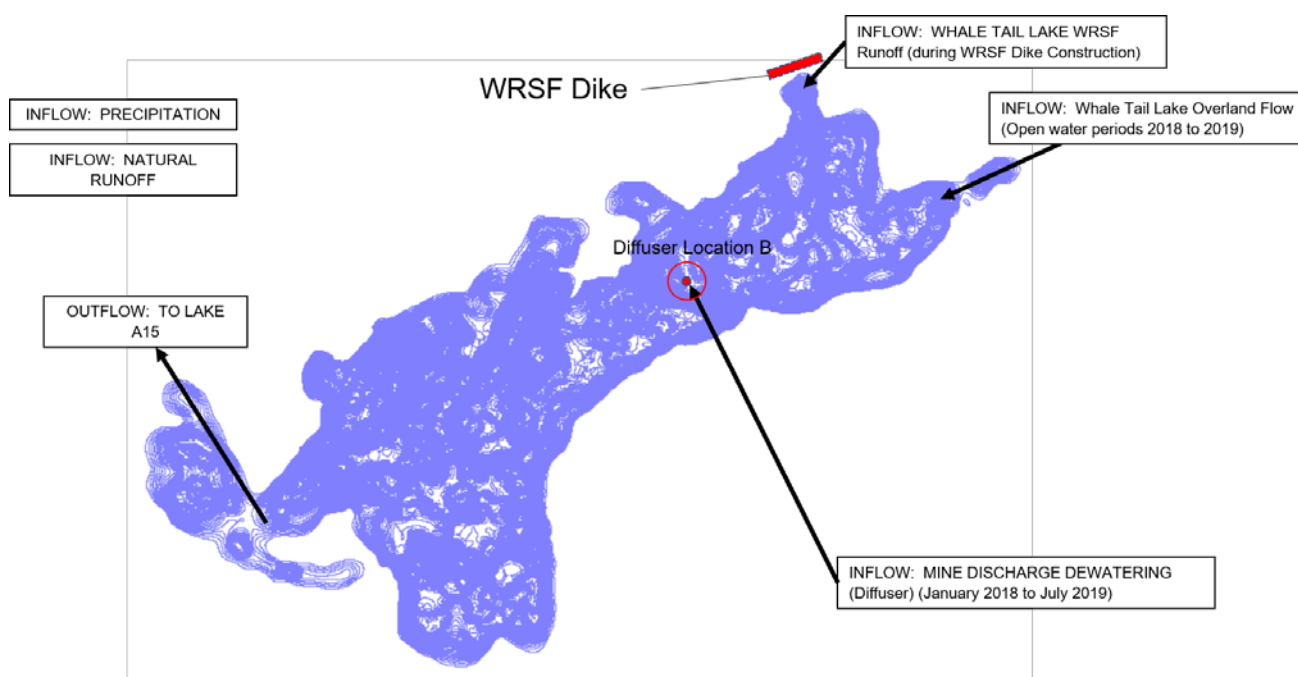 INFLOW: WHALE TAIL LAKE WRSF
Runoff (during WRSF Dike Construction)
WRSF Dike
INFLOW: PRECIPITATION
INFLOW: Whale Tail Lake Overland Flow
(Open water periods 2018 to 2019)
INFLOW: NATURAL
RUNOFF
Diffuser Location B
OUTFLOW: TO LAKE
A15
INFLOW: MINE DISCHARGE DEWATERING
(Diffuser) (January 2018 to July 2019)